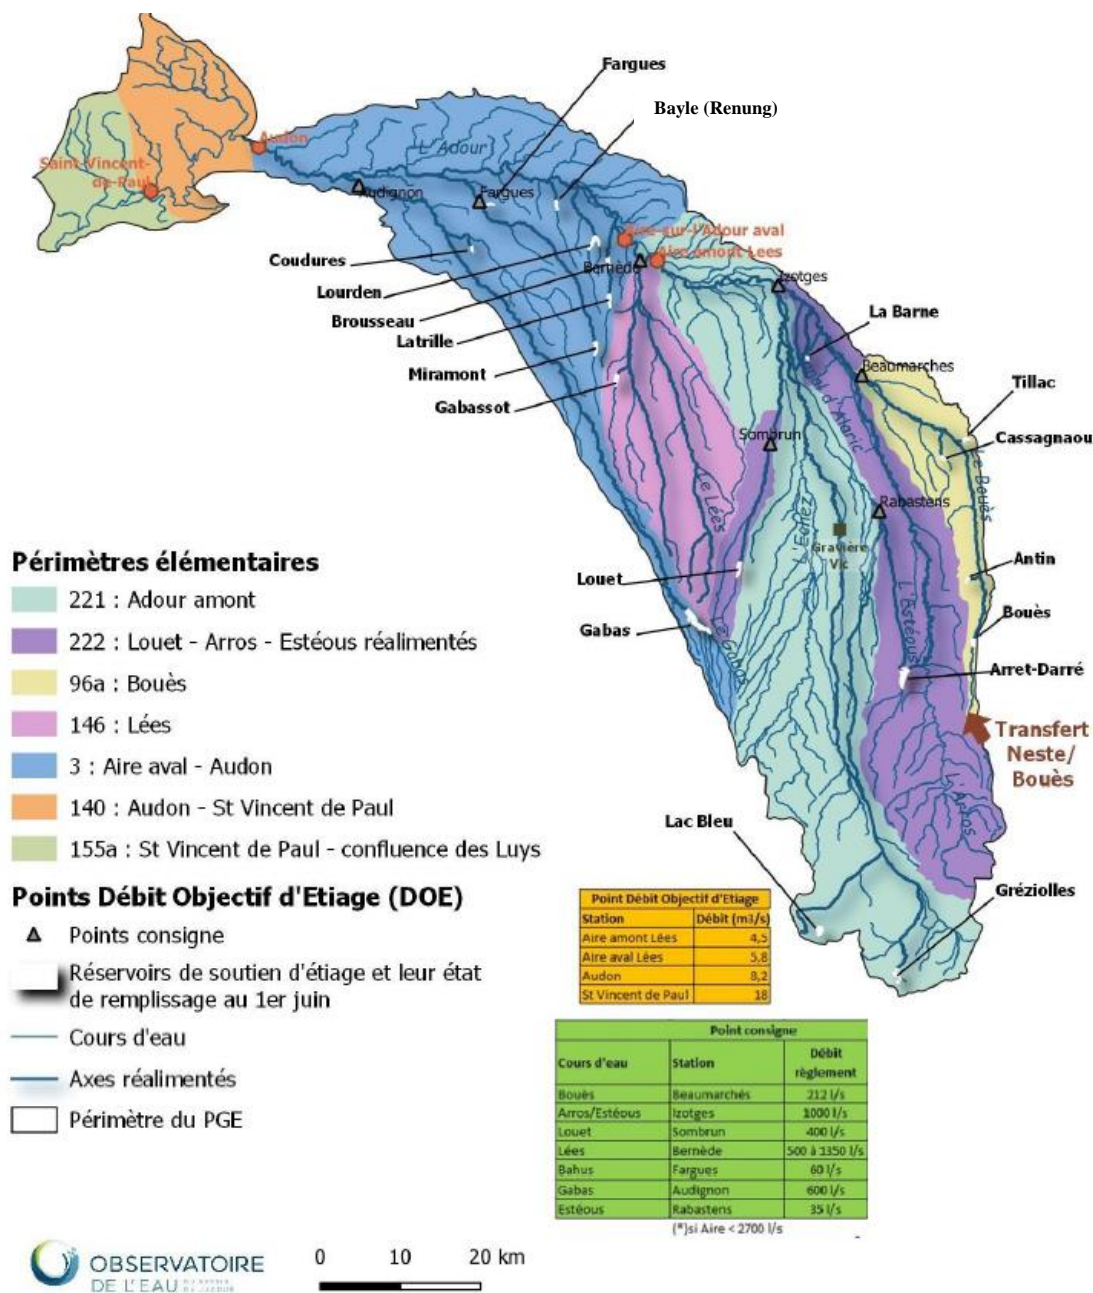 Fargues
Bayle (Renung)
L'Adour
Audon
Saint-Vincent-
de-Paul
Audignon
Fargues
Aire-sur-l'Adour aval
Aire amont Lees
Coudures
Bernède
Izotges
Lourden
La Barne
Brousseau
Latrille
Beaumarches
Miramont
Tillac
Gabassot
Cassagnaou
Sombrun
Le Bouès
Le Lées
Rabastens
L'Echez
Gravière
Vic
Antin
Louet
L'Estéous
Bouès
Gabas
Le Gabas
Arret-Darré
Transfert
Neste/
Bouès
L'Arros
Lac Bleu
Gréziolles
Périmètres élémentaires
221 : Adour amont
222 : Louet - Arros - Estéous réalimentés
96a : Bouès
146 : Lées
3 : Aire aval - Audon
140 : Audon - St Vincent de Paul
155a : St Vincent de Paul - confluence des Luys
Points Débit Objectif d'Etiage (DOE)
Points consigne
Réservoirs de soutien d'étiage et leur état
de remplissage au 1er juin
Cours d'eau
Axes réalimentés
Périmètre du PGE
Point Débit Objectif d'Etiage
Station Débit (m3/s)
Aire amont Lées 4,5
Aire aval Lées 5,8
Audon 8,2
St Vincent de Paul 18
Point consigne
Cours d'eau Station Débit
règlement
Bouès Beaumarchés 212 l/s
Arros/Estéous Izotges 1000 l/s
Louet Sombrun 400 l/s
Lées Bernède 500 à 1350 l/s
Bahus Fargues 60 l/s
Gabas Audignon 600 l/s
Estéous Rabastens 35 l/s
(*)si Aire < 2700 l/s
OBSERVATOIRE
DE L'EAU
0 10 20 km